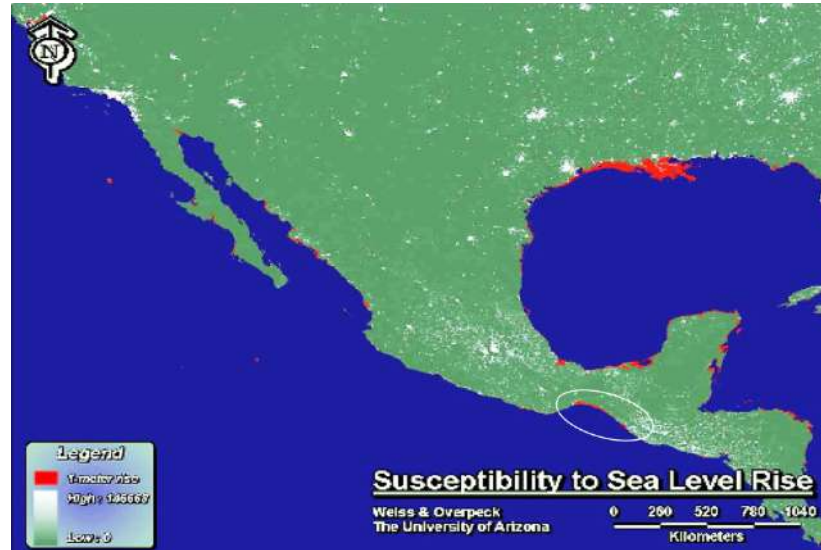 N
Legend
1-meter rise
High : 146667
Low : 0
Susceptibility to Sea Level Rise
Weiss & Overpeck
The University of Arizona
0 260 520 780 1040
Kilometers